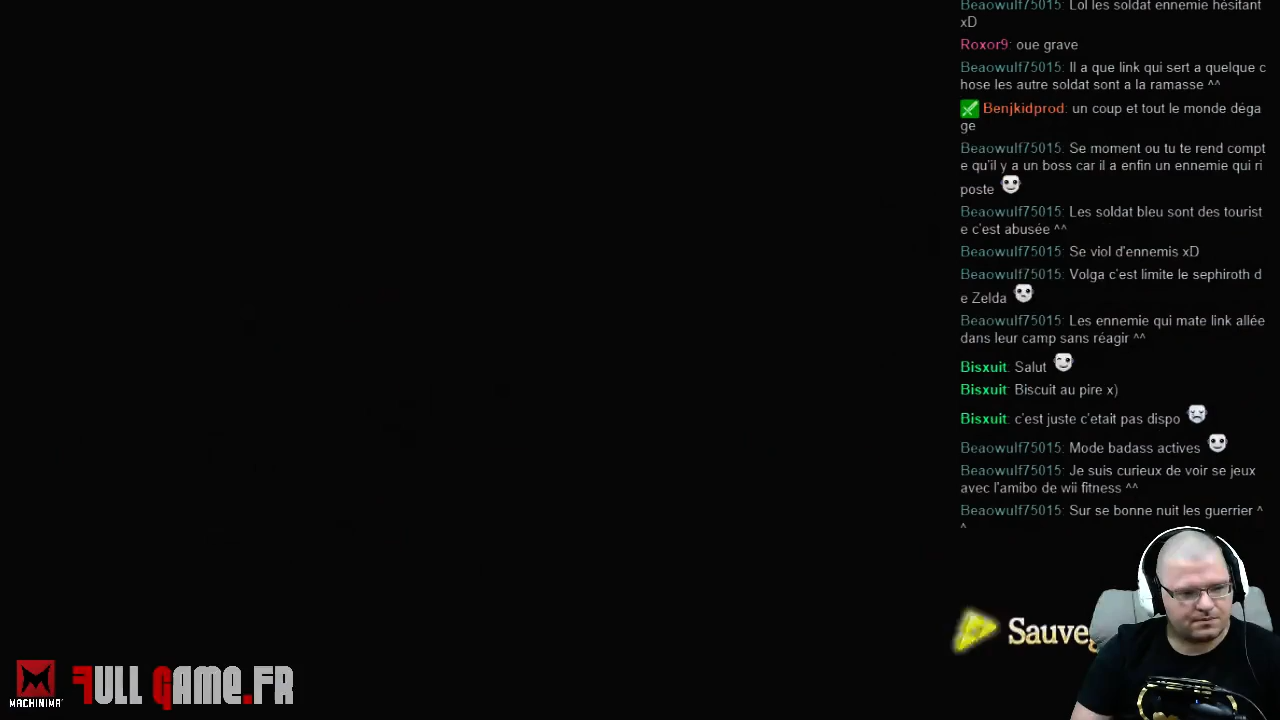 Beaowulf75015: Lol les soldat ennemie hésitant
xD
Roxor9: oue grave
Beaowulf75015: Il a que link qui sert a quelque c
hose les autre soldat sont a la ramasse ^^
Benjkidprod: un coup et tout le monde déga
ge
Beaowulf75015: Se moment ou tu te rend compt
e qu'il y a un boss car il a enfin un ennemie qui ri
poste
Beaowulf75015: Les soldat bleu sont des tourist
e c'est abusée ^^
Beaowulf75015: Se viol d'ennemis xD
Beaowulf75015: Volga c'est limite le sephiroth d
e Zelda
Beaowulf75015: Les ennemie qui mate link allée
dans leur camp sans réagir ^^
Bisxuit: Salut
Bisxuit: Biscuit au pire x)
Bisxuit: c'est juste c'etait pas dispo
Beaowulf75015: Mode badass actives
Beaowulf75015: Je suis curieux de voir se jeux
avec l'amibo de wii fitness ^^
Beaowulf75015: Sur se bonne nuit les guerrier ^
^
Sauveg
MACHINIMA
FULL GAME.FR